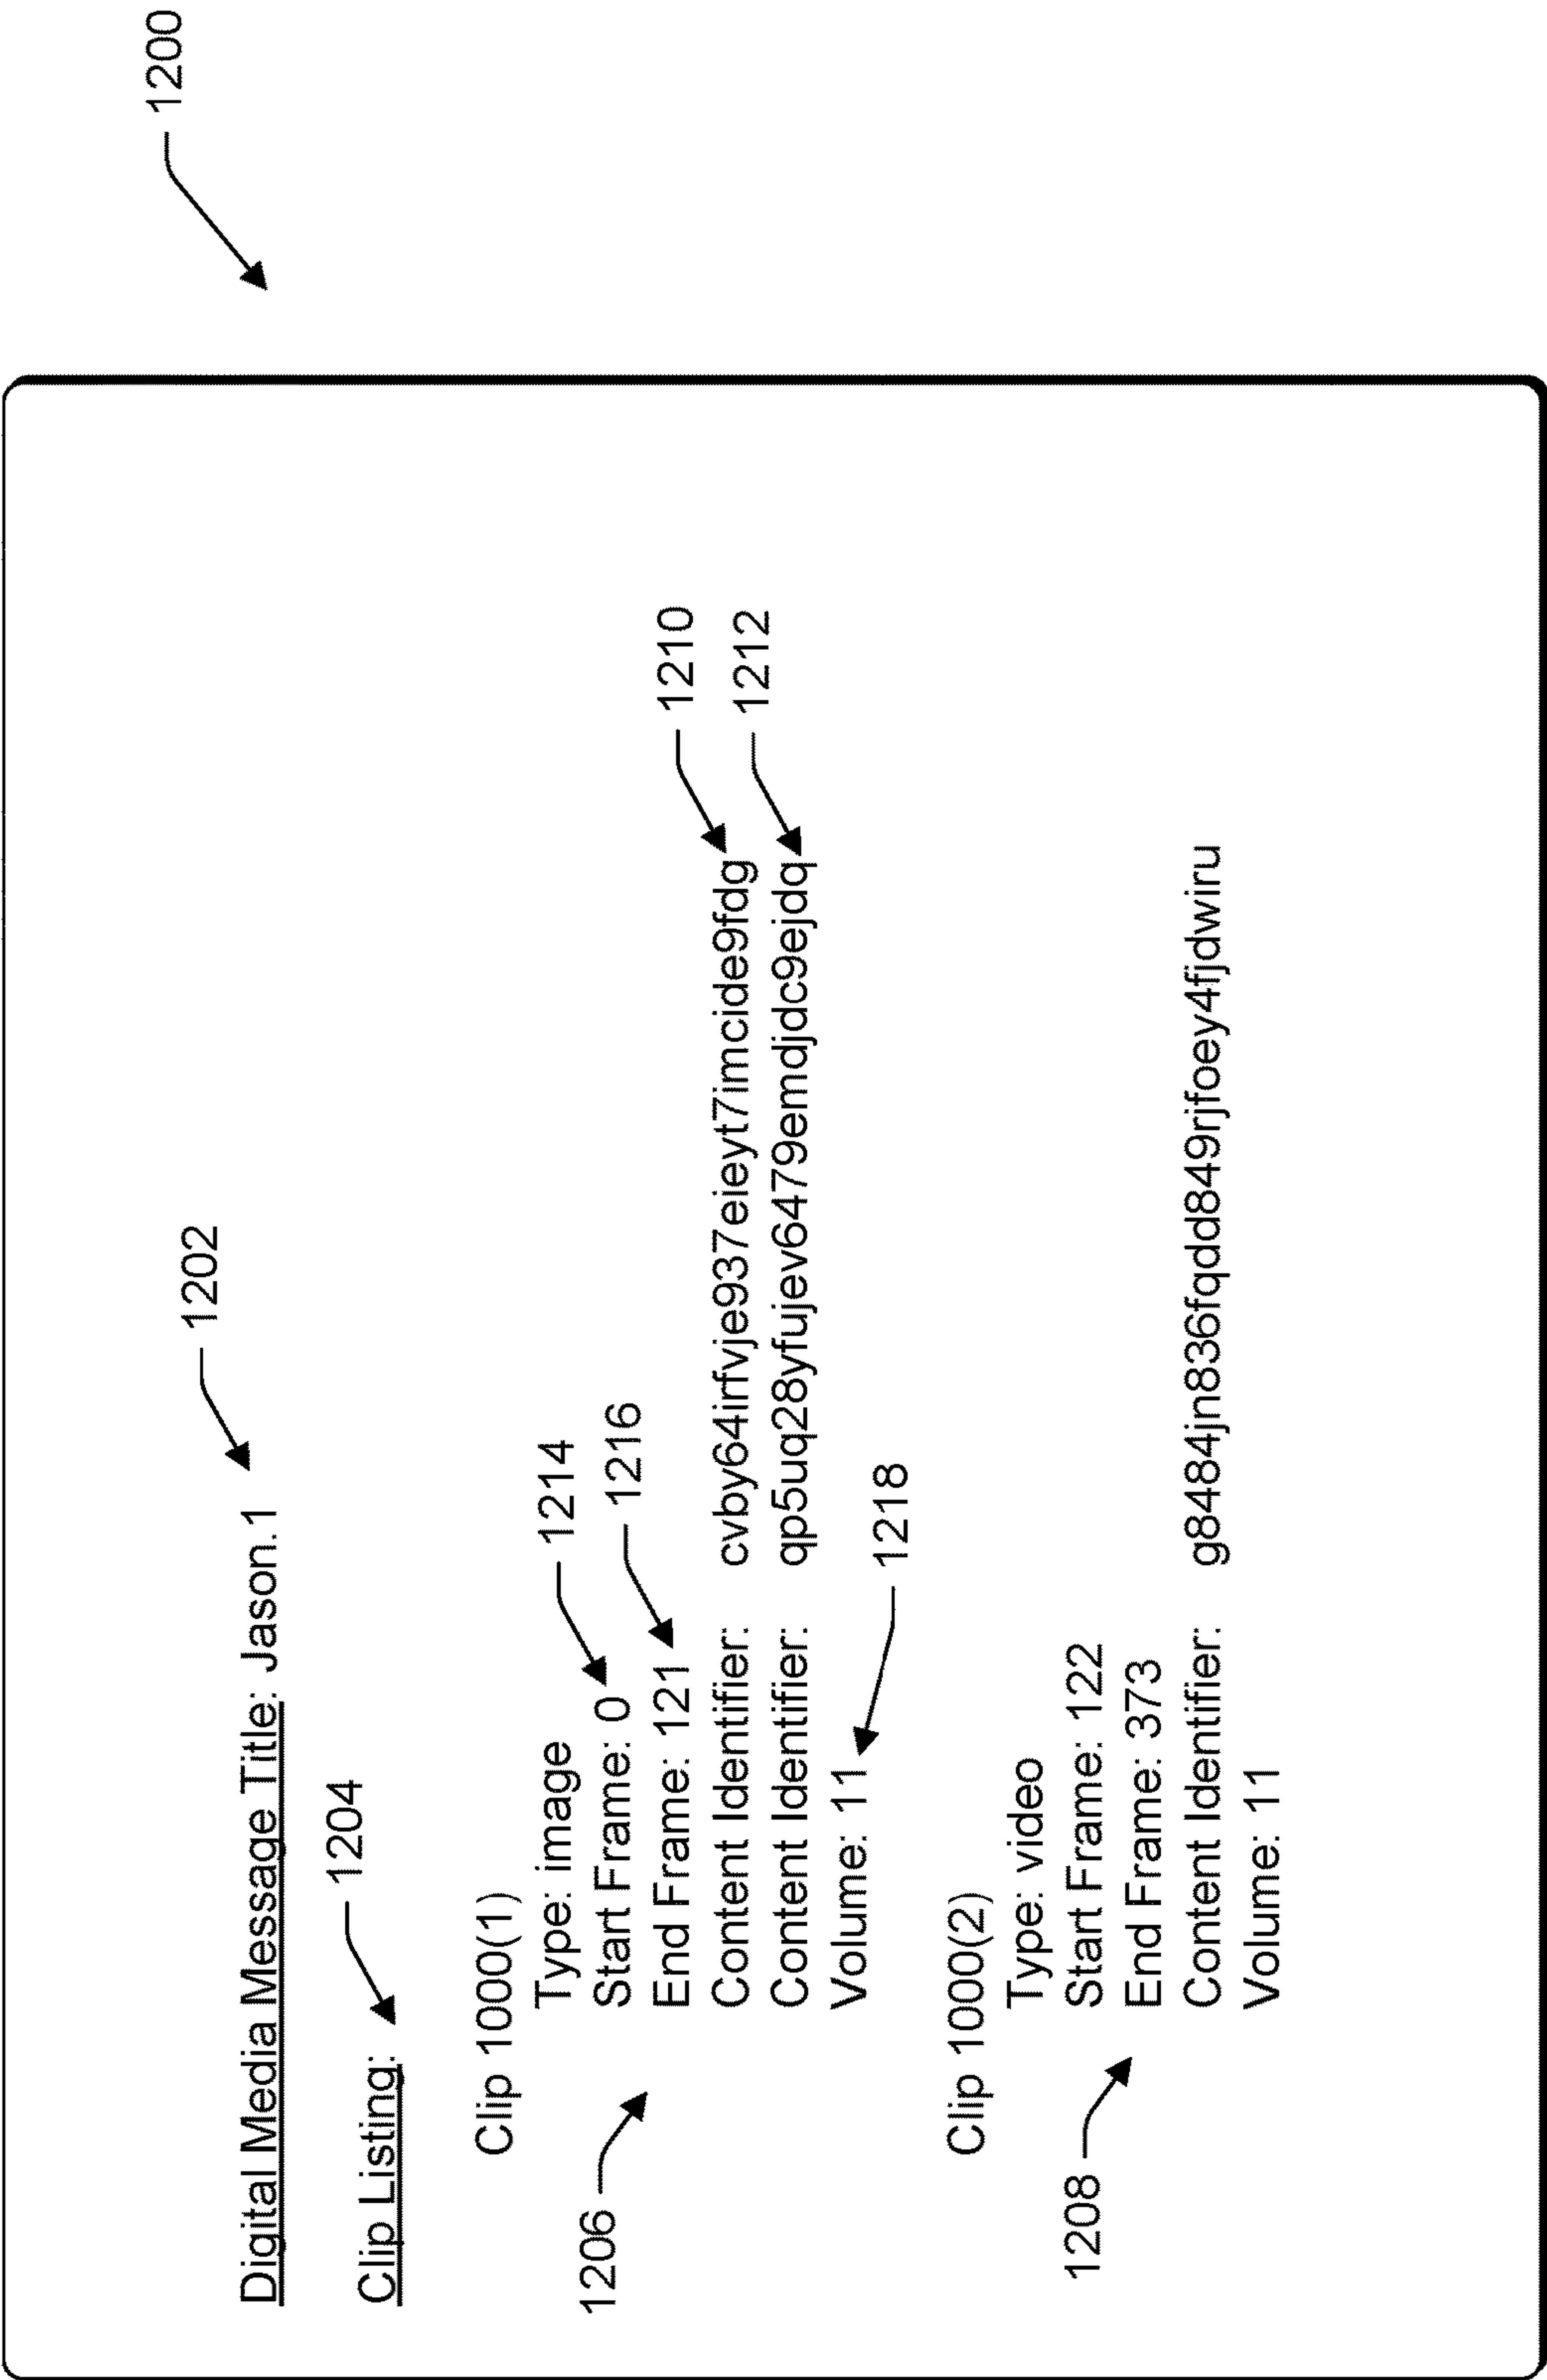 1200
Digital Media Message Title: Jason.1
1202
Clip Listing:
1204
Clip 1000(1)
Type: image
1214
Start Frame: 0
1216
End Frame: 121
1206
1210
Content Identifier: cvby64irfvje937eieyt7imcide9fdg
1212
Content Identifier: qp5uq28yfujev6479emdjdc9ejdq
Volume: 11
1218
Clip 1000(2)
Type: video
Start Frame: 122
1208
End Frame: 373
Content Identifier: g8484jn836fqdd849rjfoey4fjdwiru
Volume: 11